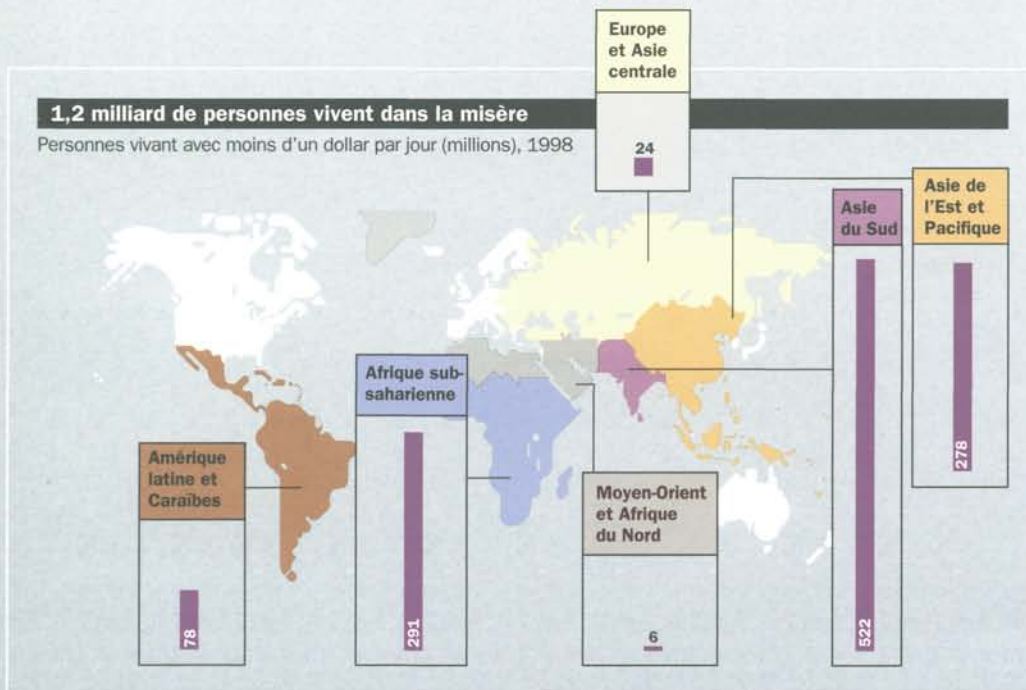 1,2 milliard de personnes vivent dans la misère
Personnes vivant avec moins d'un dollar par jour (millions), 1998
Europe
et Asie
centrale
24
Asie
du Sud
522
Asie de
l'Est et
Pacifique
278
Afrique sub-
saharienne
291
Amérique
latine et
Caraïbes
78
Moyen-Orient
et Afrique
du Nord
6